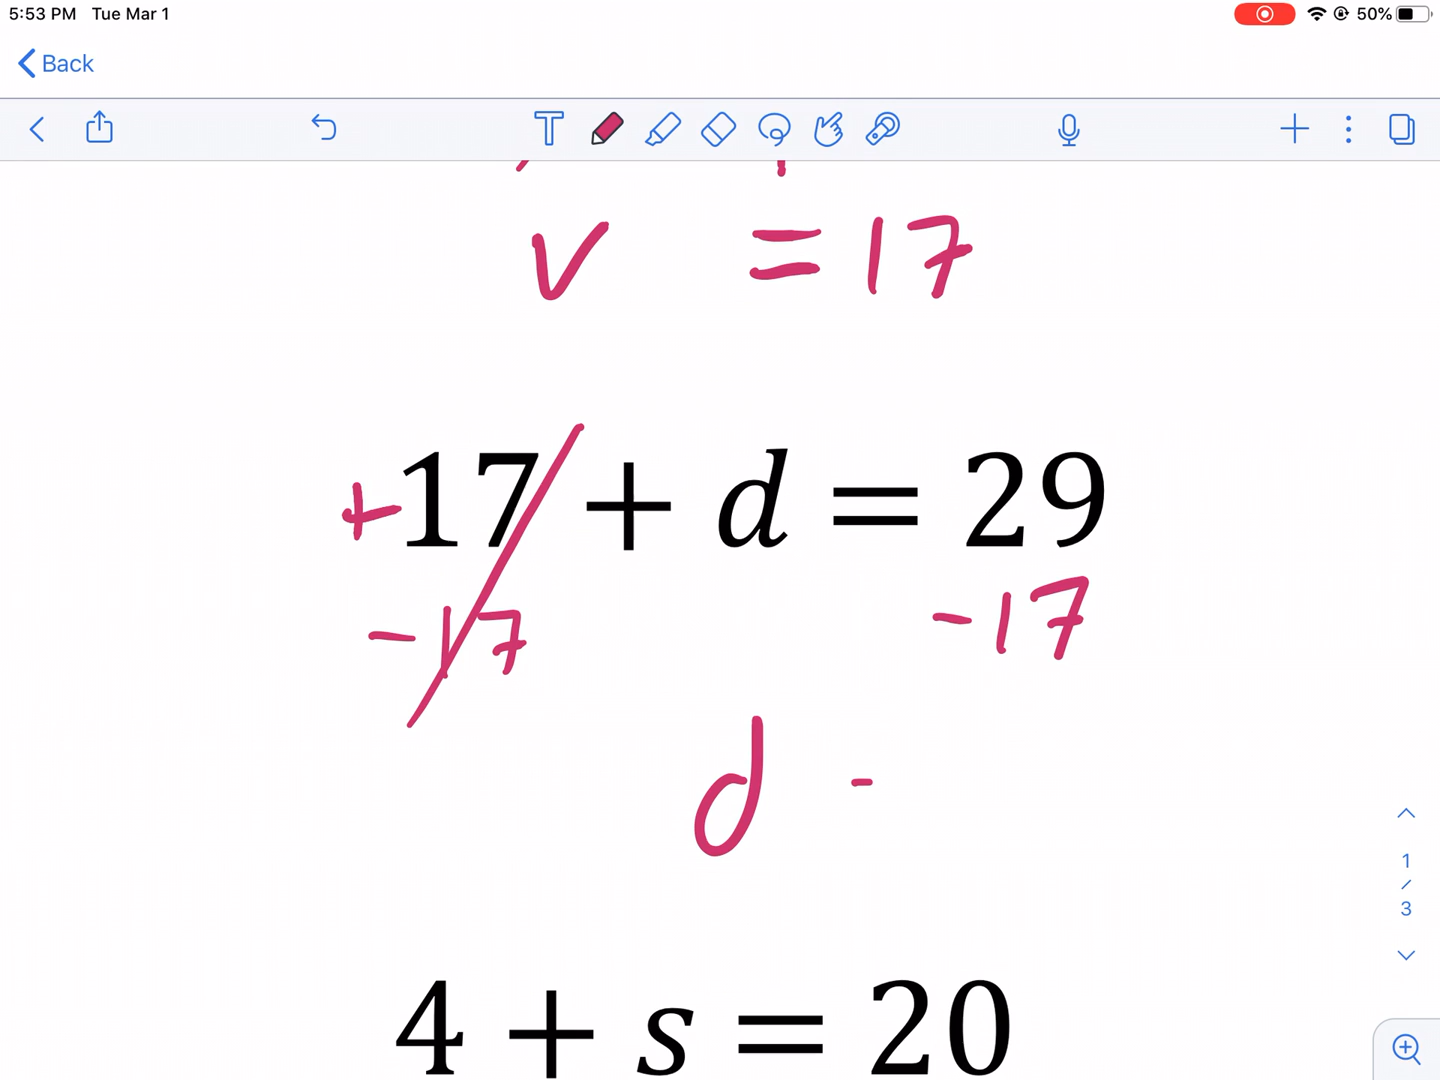 5:53 PM Tue Mar 1 50%
Back
T
v = 17
+17 + d = 29
-17 -17
d -
4 + s = 20
1
/
3